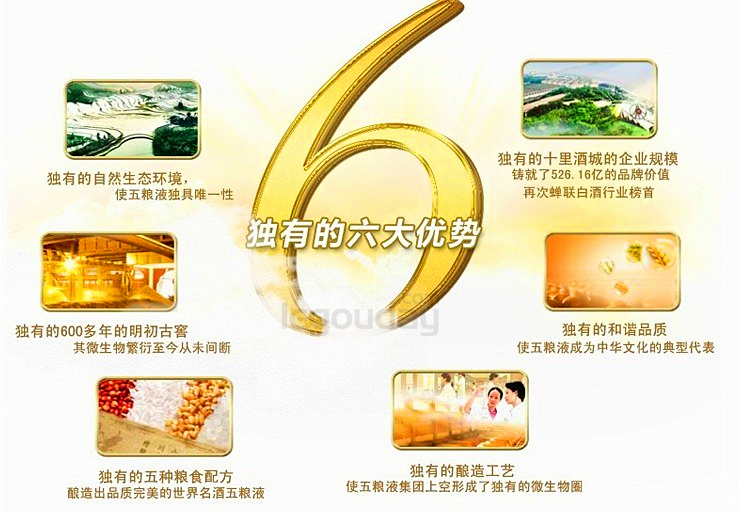 独有的六大优势
独有的自然生态环境，
使五粮液独具唯一性
独有的十里酒城的企业规模
铸就了526.16亿的品牌价值
再次蝉联白酒行业榜首
独有的600多年的明初古窖
其微生物繁衍至今从未间断
独有的和谐品质
使五粮液成为中华文化的典型代表
独有的五种粮食配方
酿造出品质完美的世界名酒五粮液
独有的酿造工艺
使五粮液集团上空形成了独有的微生物圈